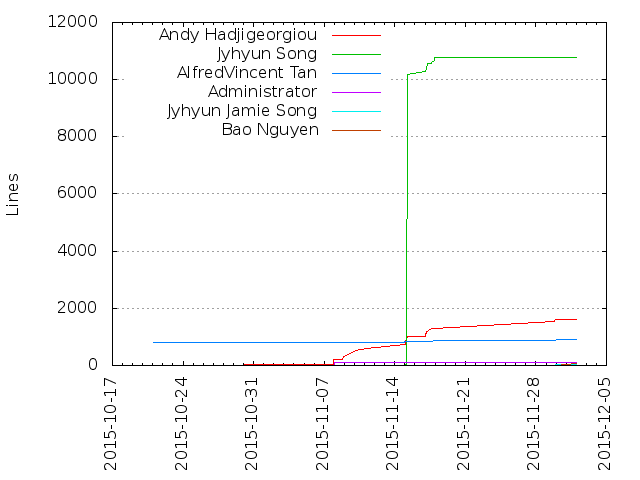 12000
10000
8000
6000
4000
2000
0
Lines
Andy Hadjigeorgiou
Jyhyun Song
AlfredVincent Tan
Administrator
Jyhyun Jamie Song
Bao Nguyen
2015-10-17
2015-10-24
2015-10-31
2015-11-07
2015-11-14
2015-11-21
2015-11-28
2015-12-05